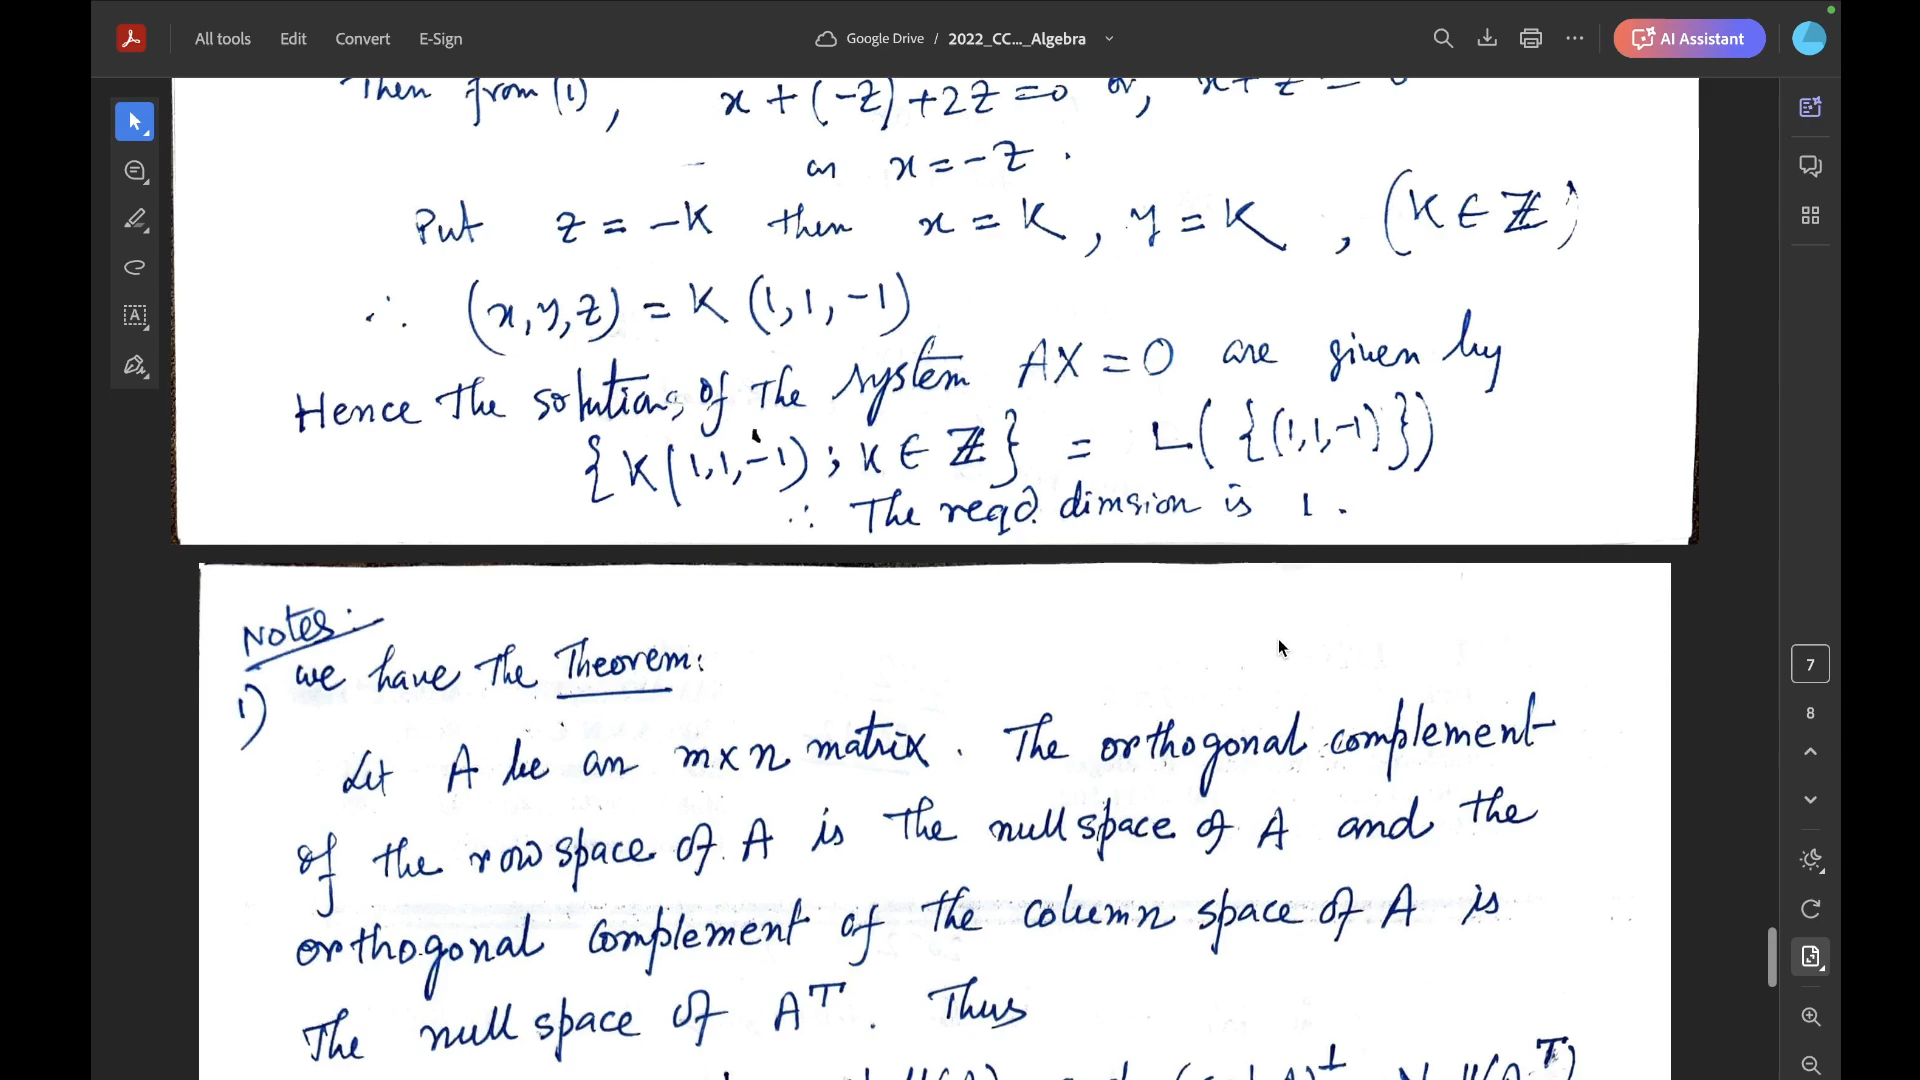 All tools Edit Convert E-Sign Google Drive / 2022_CC..._Algebra AI Assistant
Then from (1), x + (-z) + 2z = 0 or, x + z = 0
or x = -z .
Put z = -K then x = K, y = K, (K ∈ ℤ)
∴ (x, y, z) = K (1, 1, -1)
Hence the solutions of the system AX = 0 are given by
{K(1,1,-1); K ∈ ℤ} = L({(1,1,-1)})
∴ The reqd. dimsion is 1.
Notes:
1) we have the Theorem:
Let A be an m×n matrix. The orthogonal complement
of the row space of A is the null space of A and the
orthogonal complement of the column space of A is
the null space of A^T. Thus
7
8